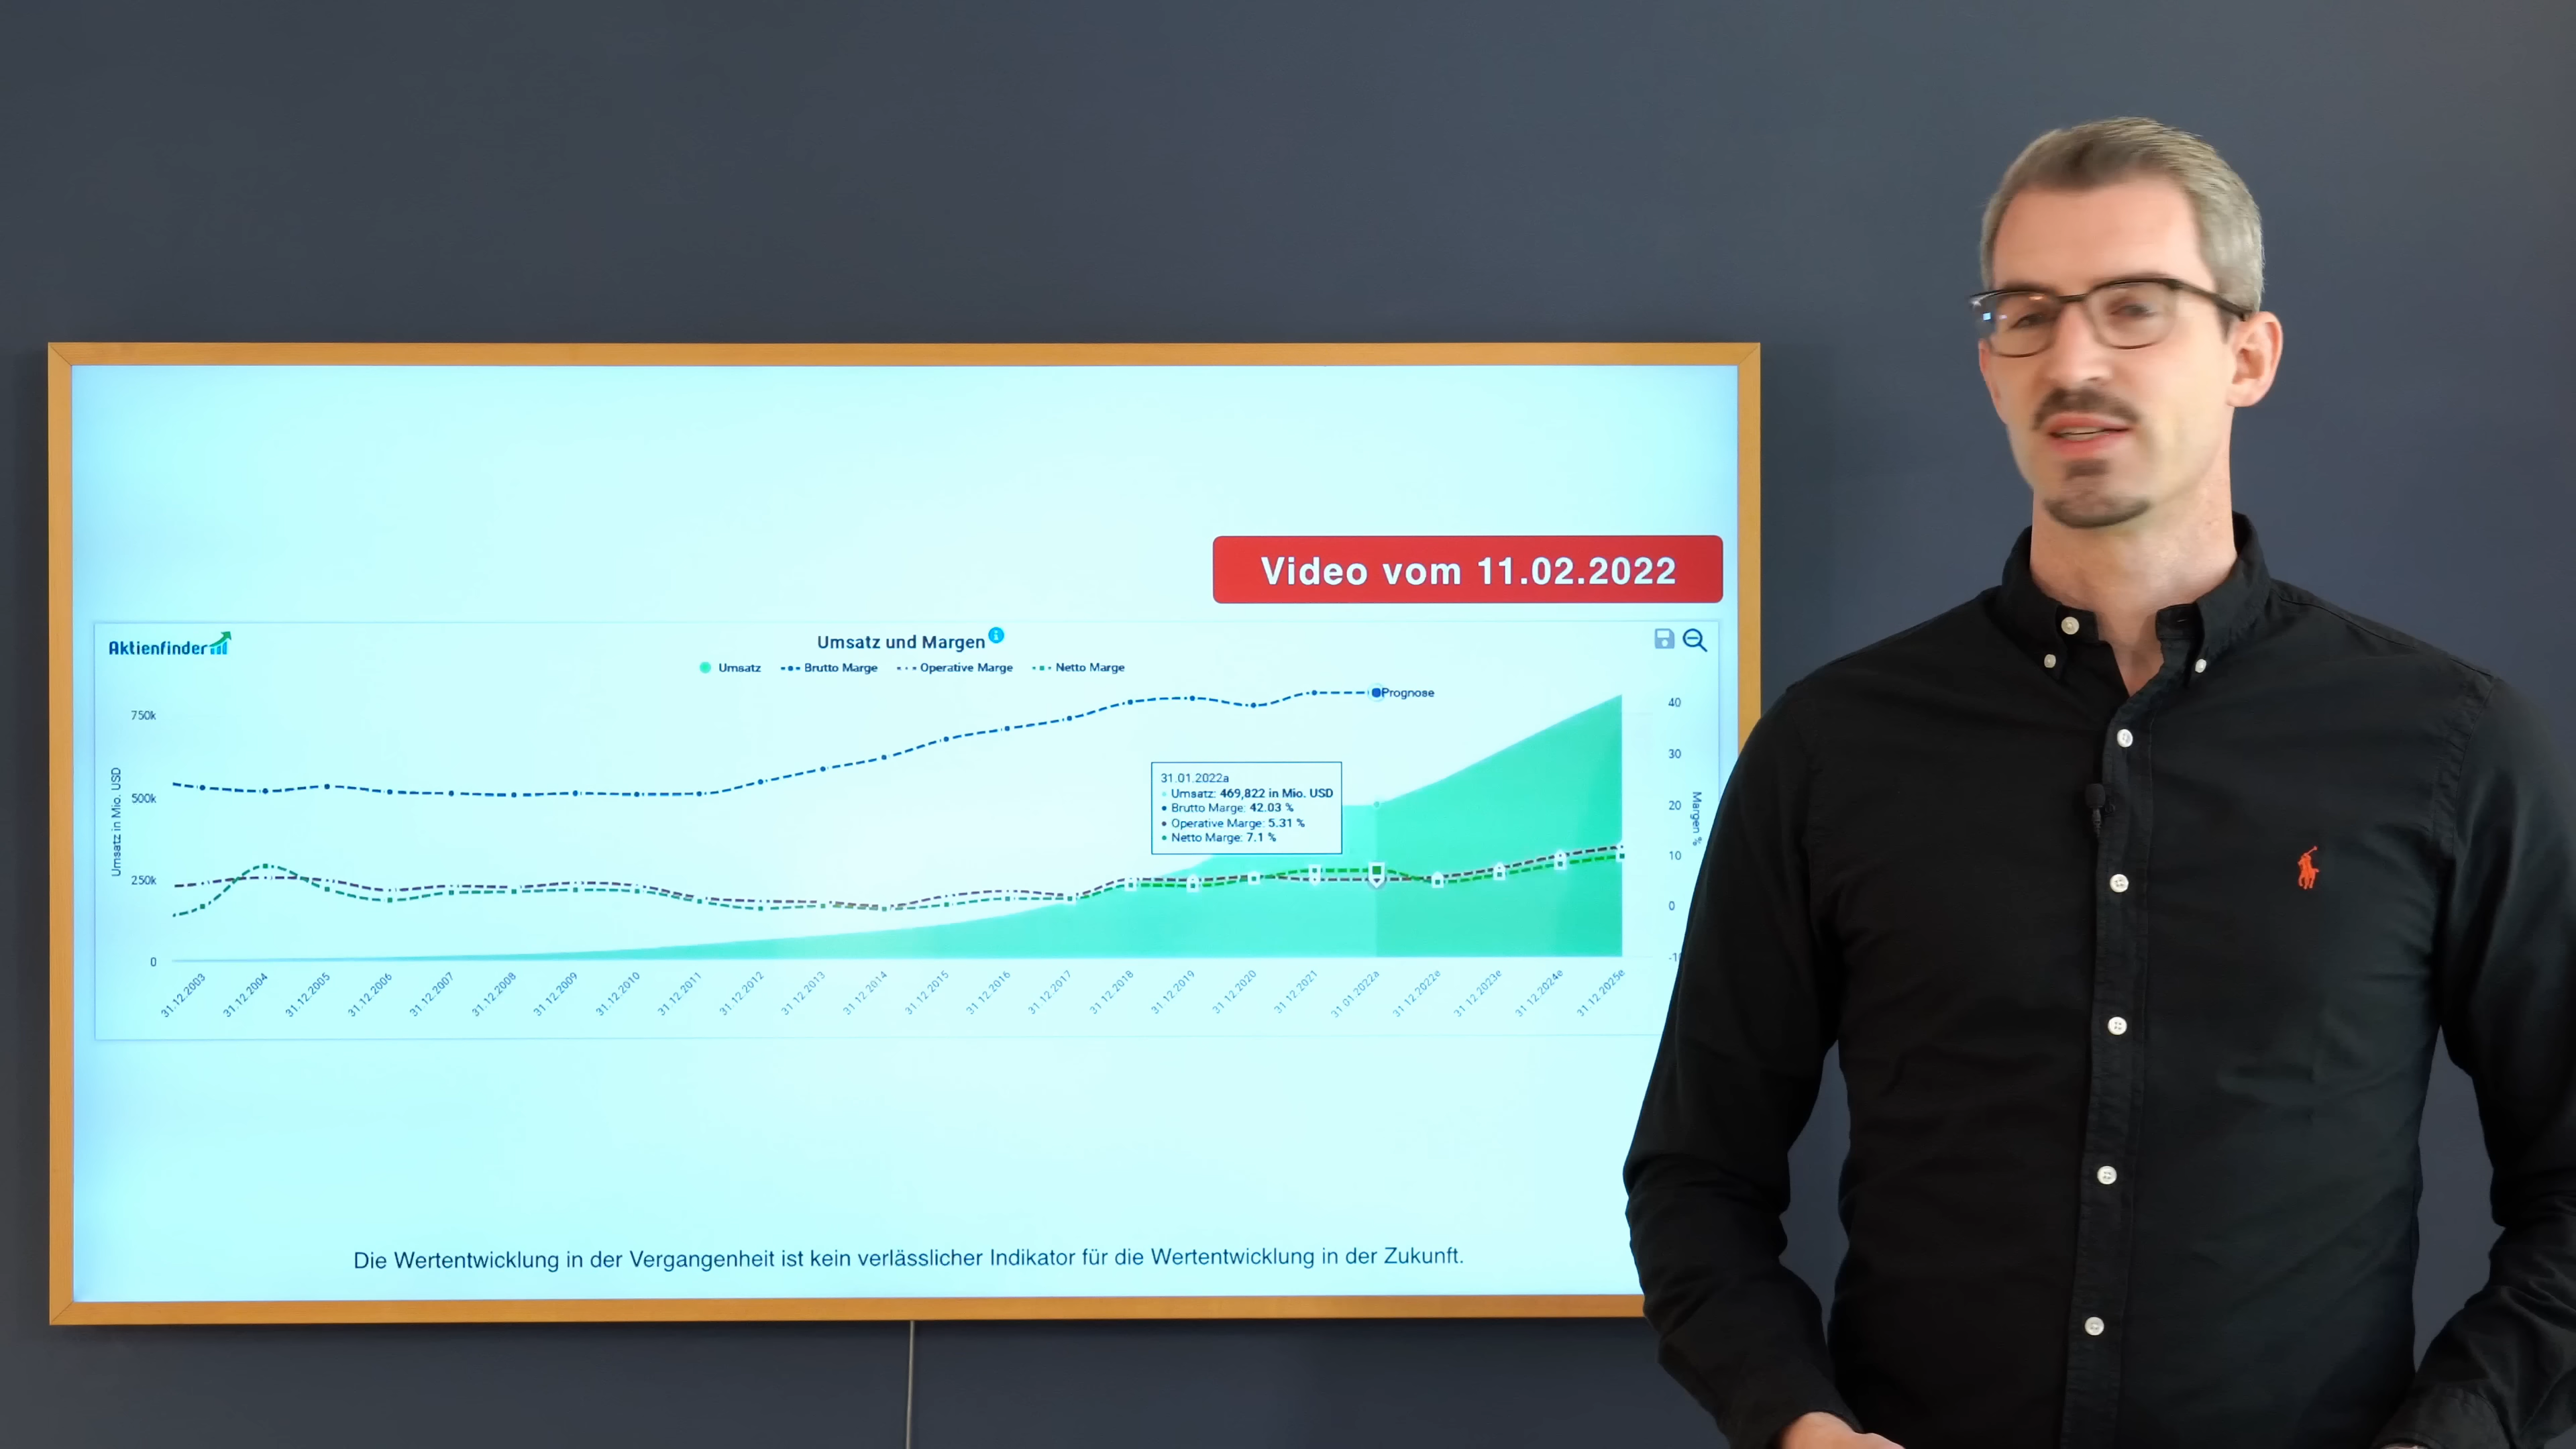 Video vom 11.02.2022
Aktienfinder
Umsatz und Margen
i
Umsatz
Brutto Marge
Operative Marge
Netto Marge
Prognose
Umsatz in Mio. USD
750k
500k
250k
0
31.01.2022a
Umsatz: 469,822 in Mio. USD
Brutto Marge: 42.03 %
Operative Marge: 5.31 %
Netto Marge: 7.1 %
40
30
20
10
0
Margen %
31.12.2003
31.12.2004
31.12.2005
31.12.2006
31.12.2007
31.12.2008
31.12.2009
31.12.2010
31.12.2011
31.12.2012
31.12.2013
31.12.2014
31.12.2015
31.12.2016
31.12.2017
31.12.2018
31.12.2019
31.12.2020
31.12.2021
31.01.2022a
31.12.2022e
31.12.2023e
31.12.2024e
31.12.2025e
Die Wertentwicklung in der Vergangenheit ist kein verlässlicher Indikator für die Wertentwicklung in der Zukunft.